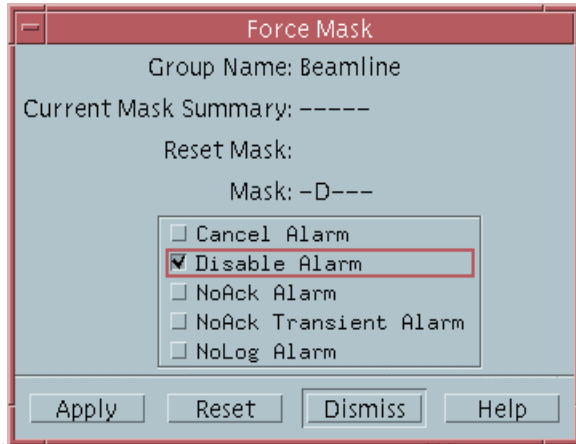 Force Mask
Group Name: Beamline
Current Mask Summary: -----
Reset Mask:
Mask: -D---
Cancel Alarm
Disable Alarm
NoAck Alarm
NoAck Transient Alarm
NoLog Alarm
Apply Reset Dismiss Help